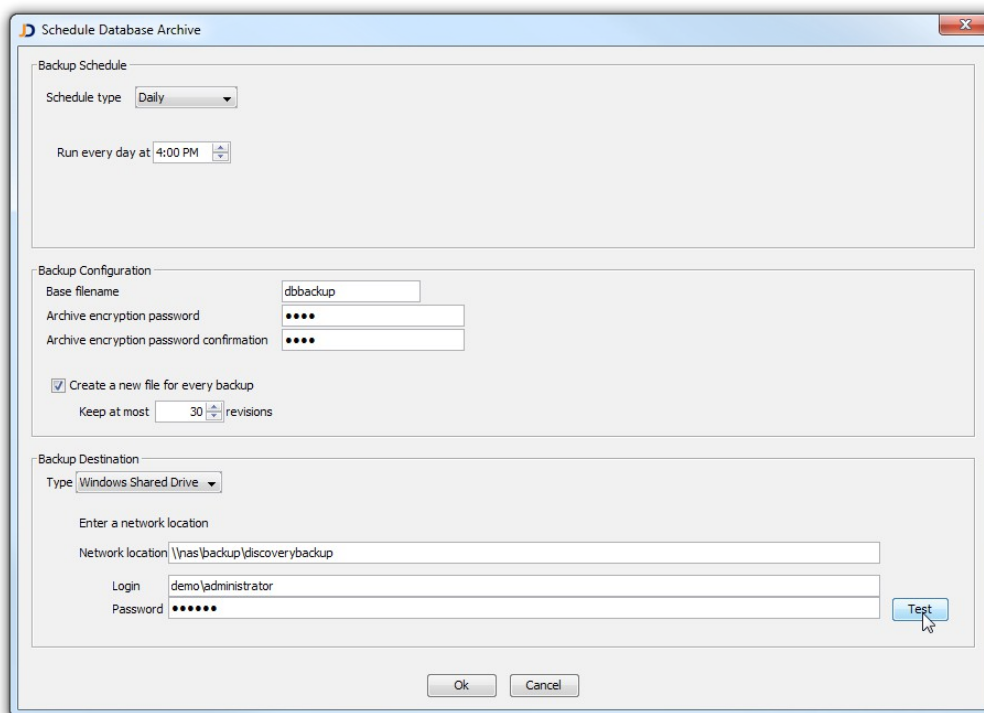 JD Schedule Database Archive
X
Backup Schedule
Schedule type Daily
Run every day at 4:00 PM
Backup Configuration
Base filename dbbackup
Archive encryption password ●●●●
Archive encryption password confirmation ●●●●
Create a new file for every backup
Keep at most 30 revisions
Backup Destination
Type Windows Shared Drive
Enter a network location
Network location \\nas\backup\discoverybackup
Login demo\administrator
Password ●●●●●●
Test
Ok Cancel